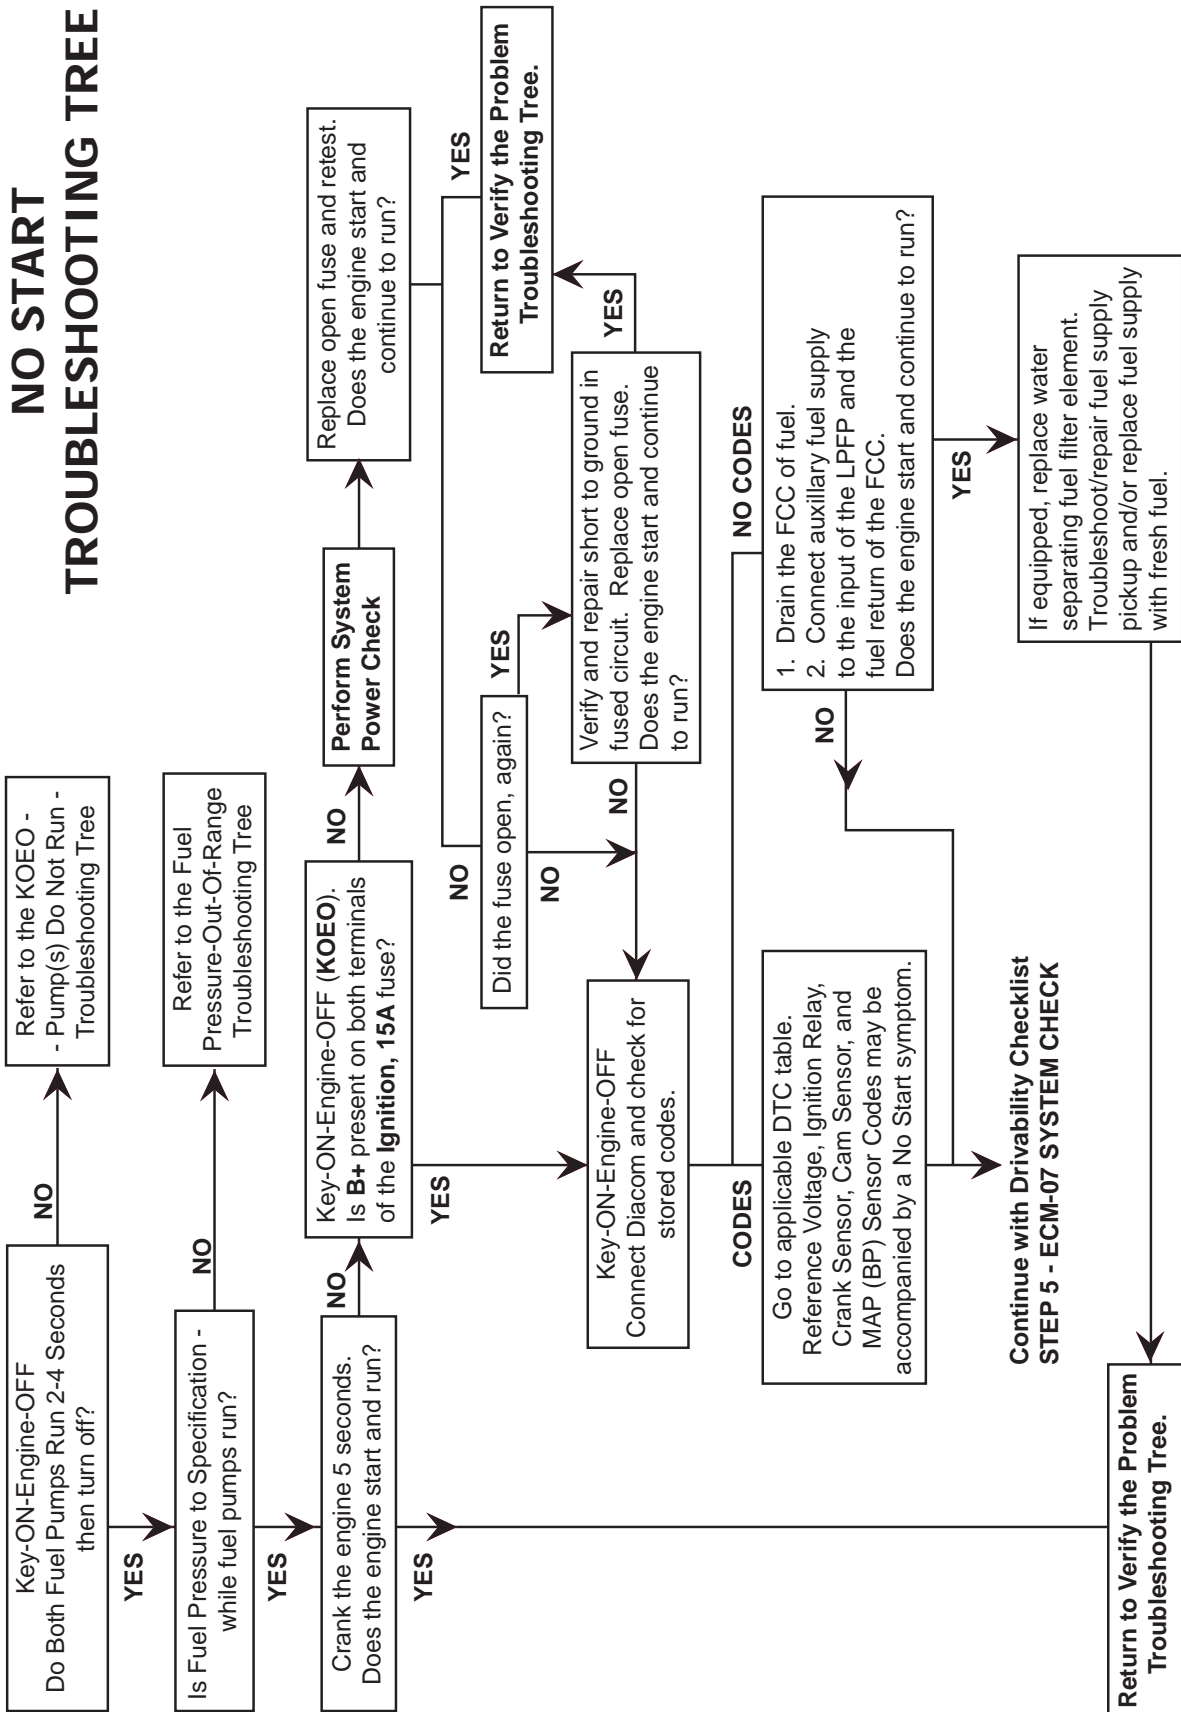 NO START
TROUBLESHOOTING TREE
Key-ON-Engine-OFF
Do Both Fuel Pumps Run 2-4 Seconds
then turn off?
NO
Refer to the KOEO -
- Pump(s) Do Not Run -
Troubleshooting Tree
YES
Is Fuel Pressure to Specification -
while fuel pumps run?
NO
Refer to the Fuel
Pressure-Out-Of-Range
Troubleshooting Tree
YES
Crank the engine 5 seconds.
Does the engine start and run?
NO
Key-ON-Engine-OFF (KOEO).
Is B+ present on both terminals
of the Ignition, 15A fuse?
NO
Perform System
Power Check
Replace open fuse and retest.
Does the engine start and
continue to run?
YES
YES
NO
YES
Did the fuse open, again?
NO
YES
Return to Verify the Problem
Troubleshooting Tree.
Verify and repair short to ground in
fused circuit.  Replace open fuse.
Does the engine start and continue
to run?
NO
YES
Key-ON-Engine-OFF
Connect Diacom and check for
stored codes.
CODES
NO CODES
Go to applicable DTC table.
Reference Voltage, Ignition Relay,
Crank Sensor, Cam Sensor, and
MAP (BP) Sensor Codes may be
accompanied by a No Start symptom.
1.  Drain the FCC of fuel.
2.  Connect auxillary fuel supply
to the input of the LPFP and the
fuel return of the FCC.
Does the engine start and continue to run?
NO
YES
Continue with Drivability Checklist
STEP 5 - ECM-07 SYSTEM CHECK
If equipped, replace water
separating fuel filter element.
Troubleshoot/repair fuel supply
pickup and/or replace fuel supply
with fresh fuel.
Return to Verify the Problem
Troubleshooting Tree.